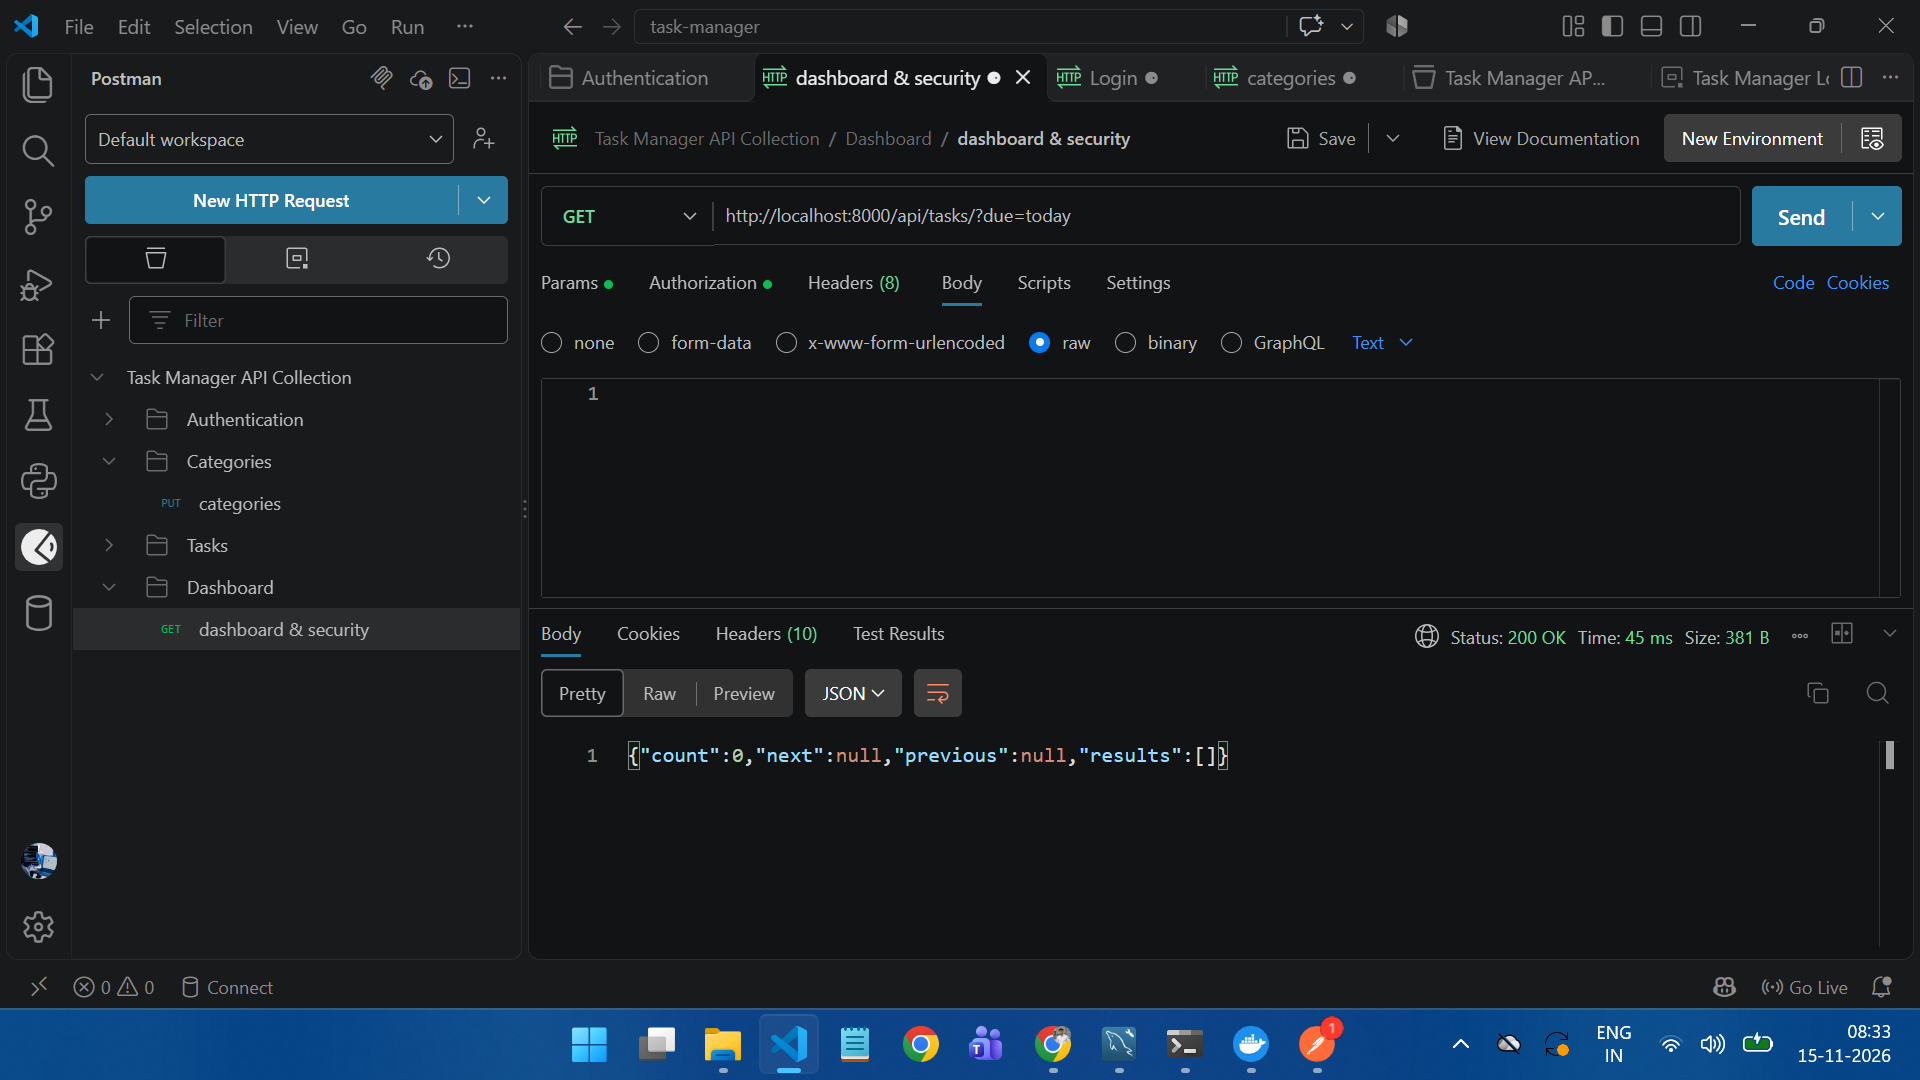 File Edit Selection View Go Run ···
task-manager
Postman
Default workspace
New HTTP Request
Filter
Task Manager API Collection
Authentication
Categories
PUT categories
Tasks
Dashboard
GET dashboard & security
Authentication
HTTP dashboard & security
HTTP Login
HTTP categories
Task Manager AP...
Task Manager Lo
HTTP Task Manager API Collection / Dashboard / dashboard & security
Save
View Documentation
New Environment
GET http://localhost:8000/api/tasks/?due=today
Send
Params Authorization Headers (8) Body Scripts Settings
Code Cookies
none form-data x-www-form-urlencoded raw binary GraphQL Text
1
Body Cookies Headers (10) Test Results
Status: 200 OK Time: 45 ms Size: 381 B
Pretty Raw Preview JSON
1 {"count":0,"next":null,"previous":null,"results":[]}
0 0 Connect
Go Live
T
1
ENG
IN
08:33
15-11-2026